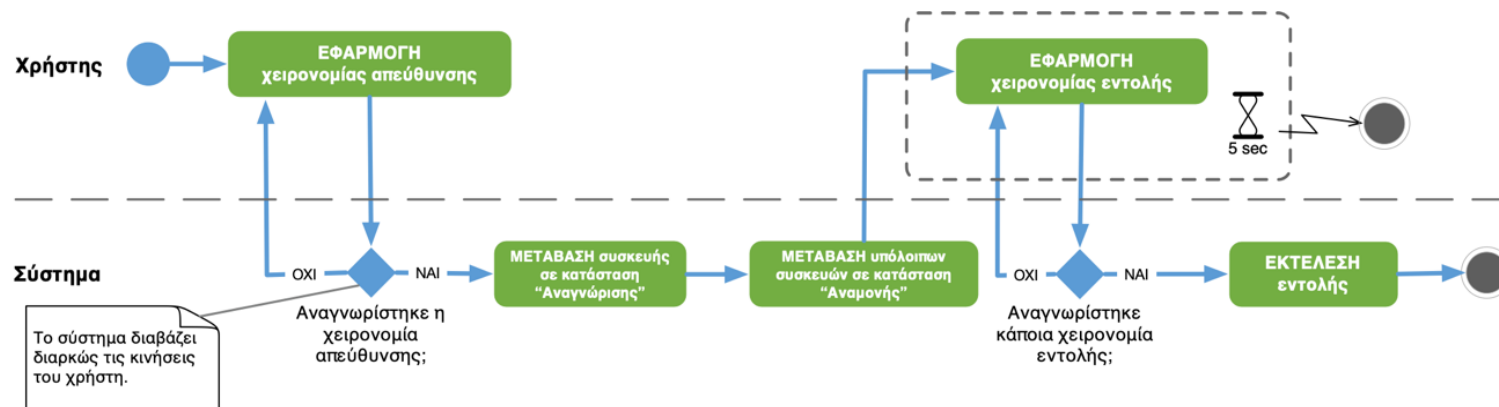 Χρήστης
ΕΦΑΡΜΟΓΗ
χειρονομίας απεύθυνσης
ΕΦΑΡΜΟΓΗ
χειρονομίας εντολής
5 sec
Σύστημα
ΟΧΙ
ΝΑΙ
Αναγνωρίστηκε η
χειρονομία
απεύθυνσης;
ΜΕΤΑΒΑΣΗ συσκευής
σε κατάσταση
“Αναγνώρισης”
ΜΕΤΑΒΑΣΗ υπόλοιπων
συσκευών σε κατάσταση
“Αναμονής”
ΟΧΙ
ΝΑΙ
Αναγνωρίστηκε
κάποια χειρονομία
εντολής;
ΕΚΤΕΛΕΣΗ
εντολής
Το σύστημα διαβάζει
διαρκώς τις κινήσεις
του χρήστη.